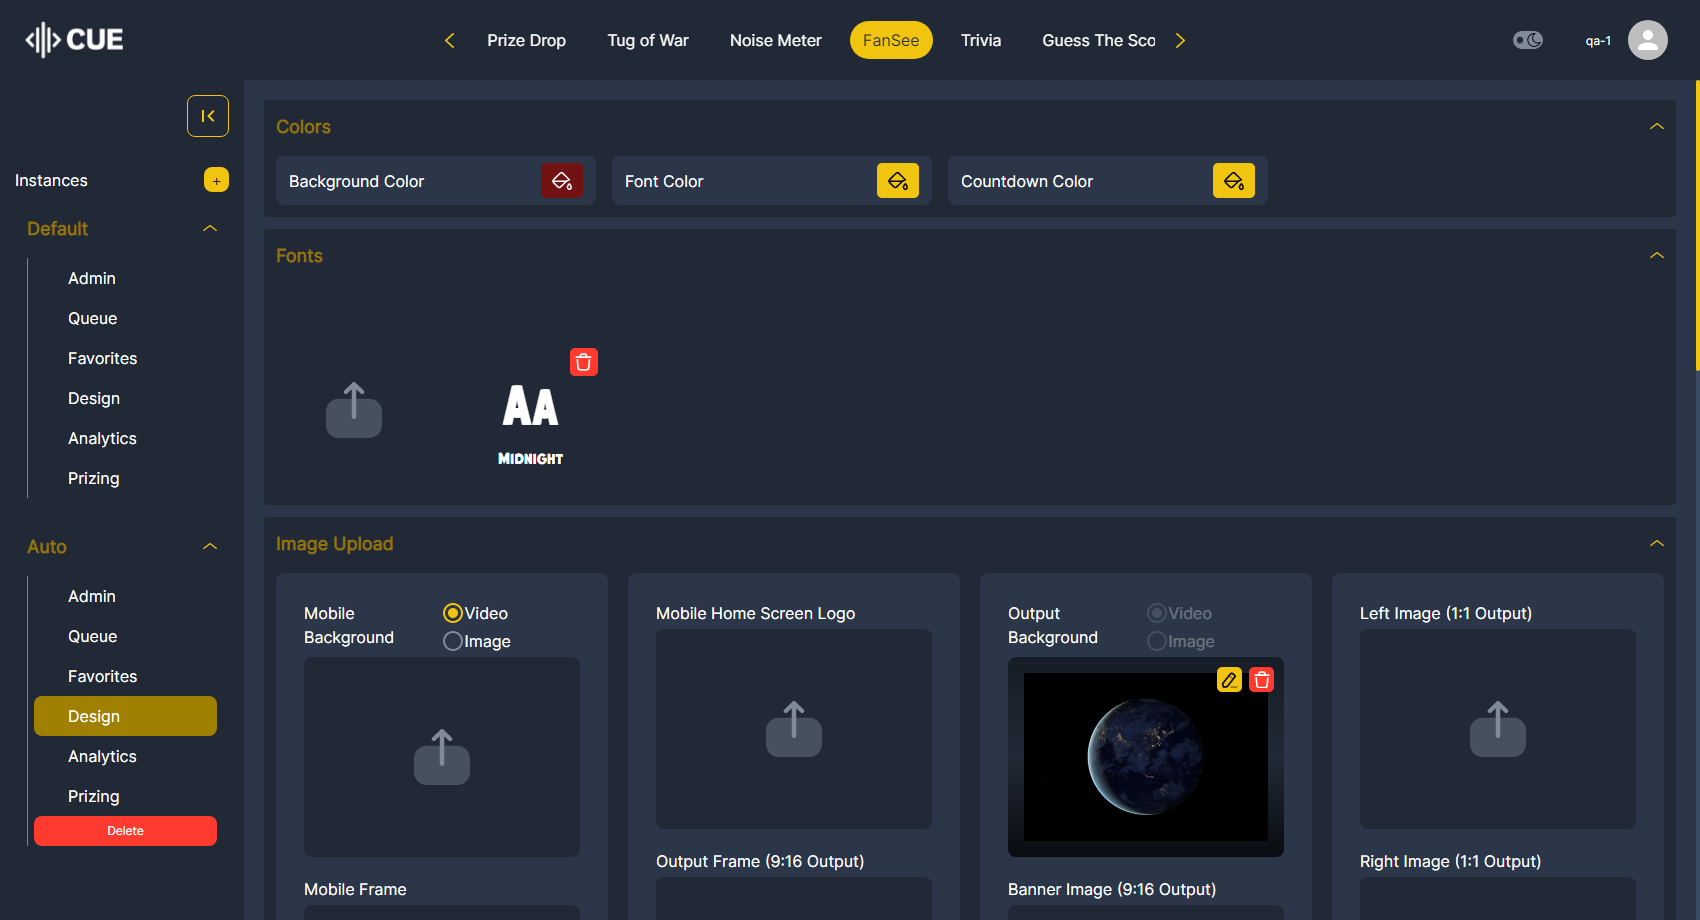 CUE
Prize Drop
Tug of War
Noise Meter
FanSee
Trivia
Guess The Sco
qa-1
Instances
+
Default
Admin
Queue
Favorites
Design
Analytics
Prizing
Auto
Admin
Queue
Favorites
Design
Analytics
Prizing
Delete
Colors
Background Color
Font Color
Countdown Color
Fonts
AA
MIDNIGHT
Image Upload
Mobile
Background
Video
Image
Mobile Frame
Mobile Home Screen Logo
Output Frame (9:16 Output)
Output
Background
Video
Image
Banner Image (9:16 Output)
Left Image (1:1 Output)
Right Image (1:1 Output)